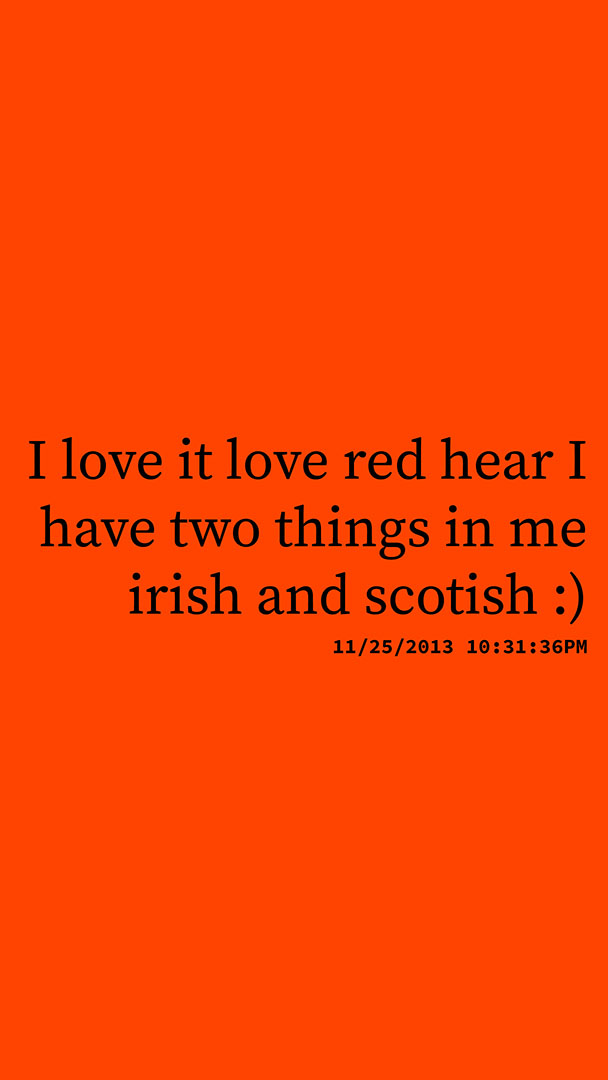 I love it love red hear I
have two things in me
irish and scotish :)
11/25/2013 10:31:36PM